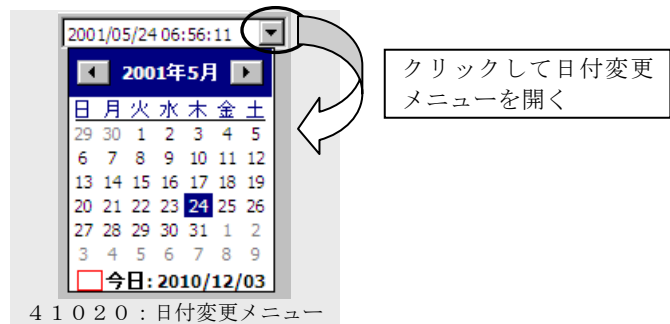 2001/05/24 06:56:11
2001年5月
日 月 火 水 木 金 土
29 30 1 2 3 4 5
6 7 8 9 10 11 12
13 14 15 16 17 18 19
20 21 22 23 24 25 26
27 28 29 30 31 1 2
3 4 5 6 7 8 9
今日: 2010/12/03
クリックして日付変更
メニューを開く
41020:日付変更メニュー